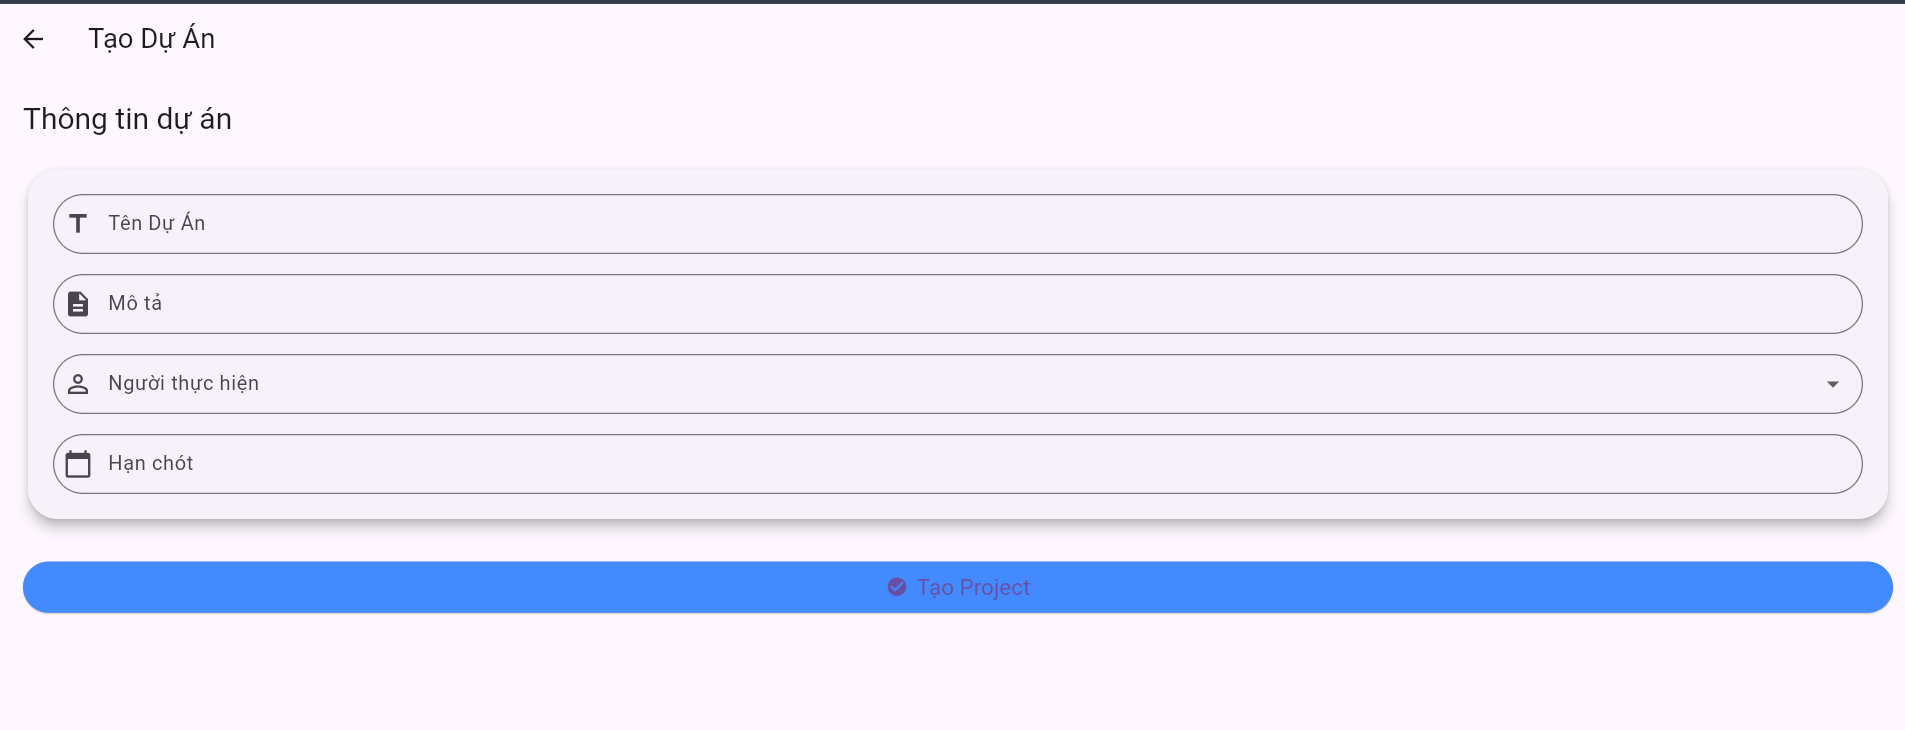 Tạo Dự Án
Thông tin dự án
Tên Dự Án
Mô tả
Người thực hiện
Hạn chót
Tạo Project